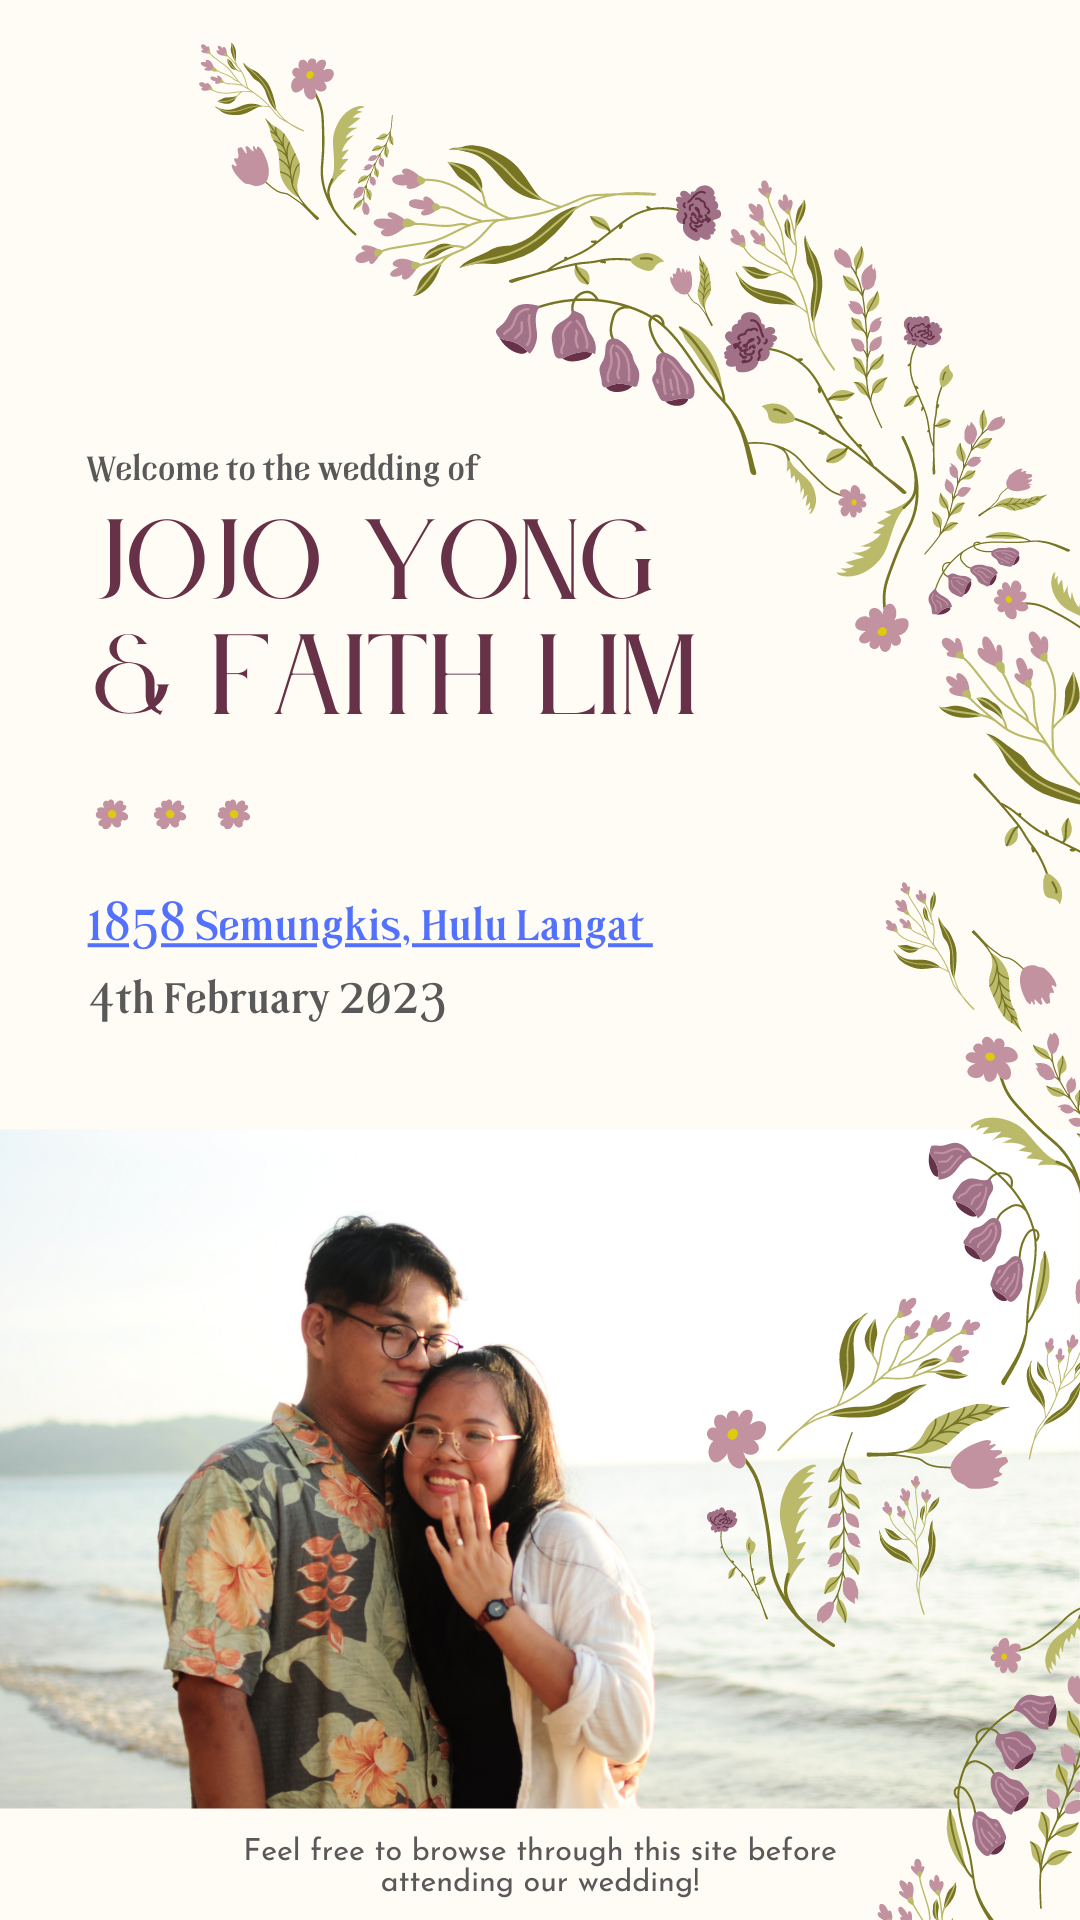 Welcome to the wedding of
JOJO YONG
& FAITH LIM
1858 Semungkis, Hulu Langat
4th February 2023
Feel free to browse through this site before
attending our wedding!